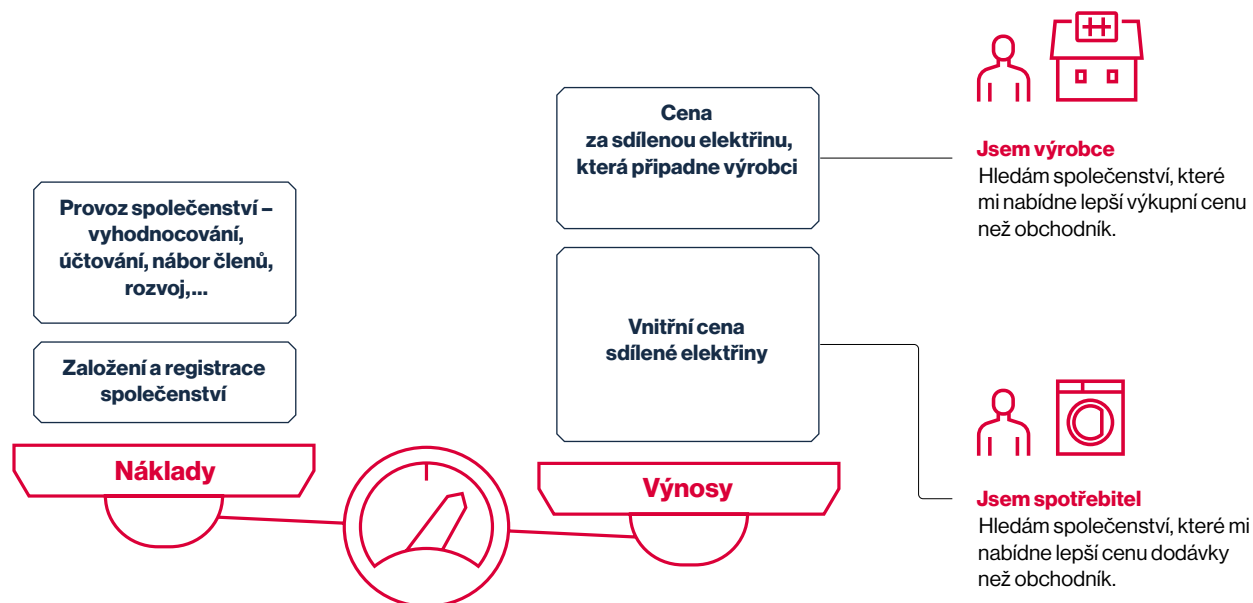 Provoz společenství –
vyhodnocování,
účtování, nábor členů,
rozvoj,...
Založení a registrace
společenství
Náklady
Cena
za sdílenou elektřinu,
která připadne výrobci
Vnitřní cena
sdílené elektřiny
Výnosy
Jsem výrobce
Hledám společenství, které
mi nabídne lepší výkupní cenu
než obchodník.
Jsem spotřebitel
Hledám společenství, které mi
nabídne lepší cenu dodávky
než obchodník.